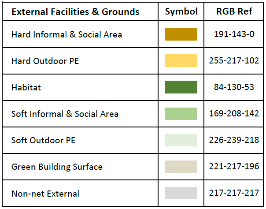 External Facilities & Grounds Symbol RGB Ref
Hard Informal & Social Area 191-143-0
Hard Outdoor PE 255-217-102
Habitat 84-130-53
Soft Informal & Social Area 169-208-142
Soft Outdoor PE 226-239-218
Green Building Surface 221-217-196
Non-net External 217-217-217